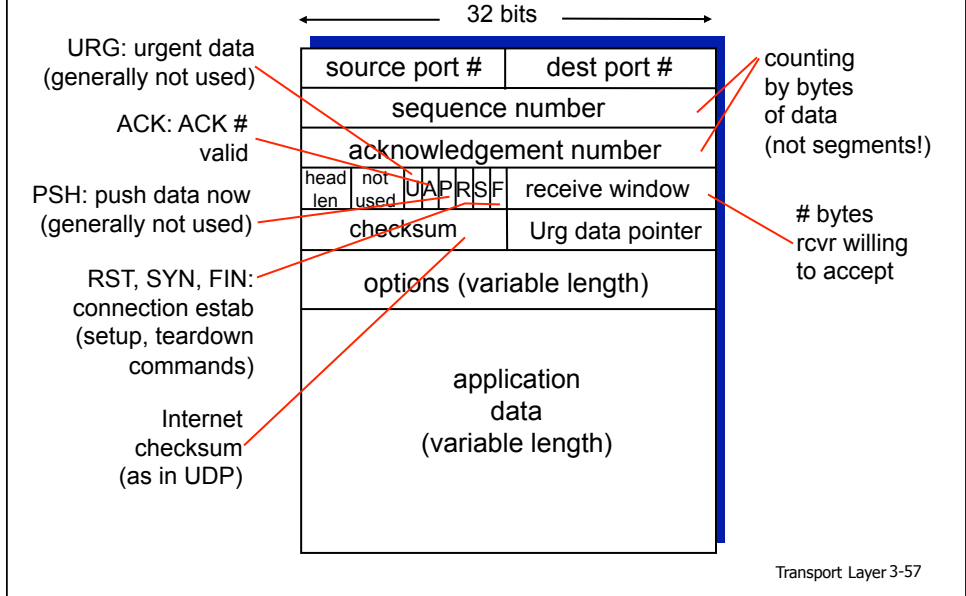 32 bits
URG: urgent data
(generally not used)
ACK: ACK #
valid
PSH: push data now
(generally not used)
RST, SYN, FIN:
connection estab
(setup, teardown
commands)
Internet
checksum
(as in UDP)
source port #
dest port #
sequence number
acknowledgement number
head
len
not
used
U
A
P
R
S
F
receive window
checksum
Urg data pointer
options (variable length)
application
data
(variable length)
counting
by bytes
of data
(not segments!)
# bytes
rcvr willing
to accept
Transport Layer 3-57